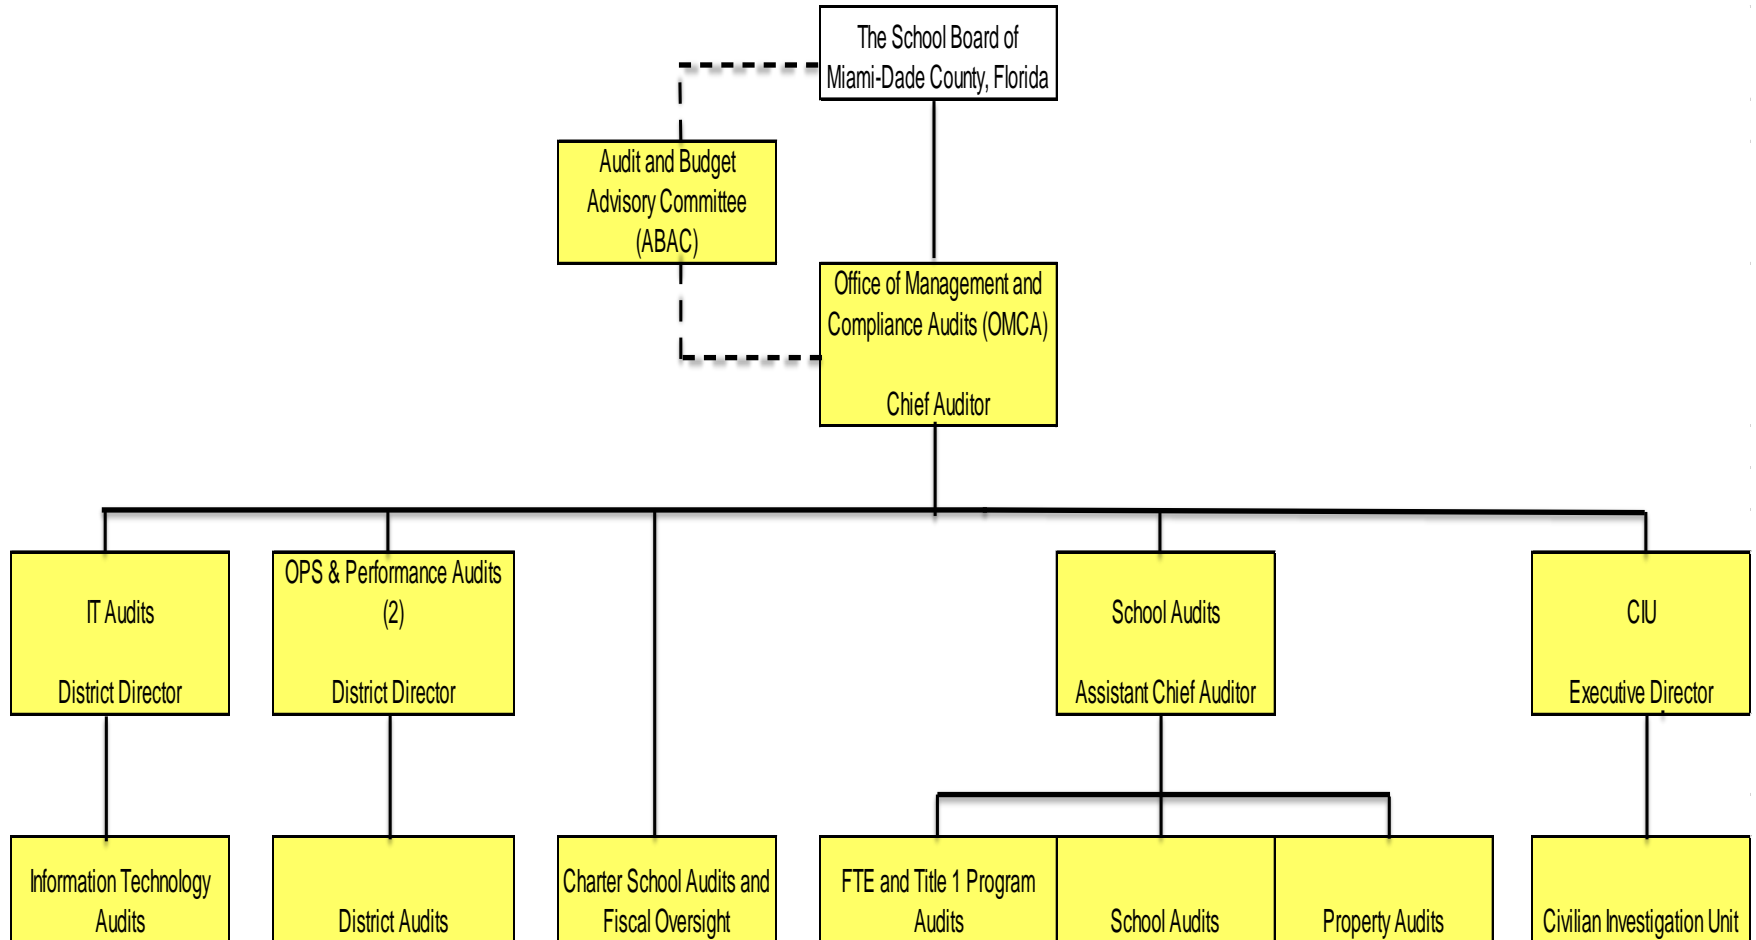 The School Board of
Miami-Dade County, Florida
Audit and Budget
Advisory Committee
(ABAC)
Office of Management and
Compliance Audits (OMCA)
Chief Auditor
IT Audits
District Director
OPS & Performance Audits
(2)
District Director
School Audits
Assistant Chief Auditor
CIU
Executive Director
Information Technology
Audits
District Audits
Charter School Audits and
Fiscal Oversight
FTE and Title 1 Program
Audits
School Audits
Property Audits
Civilian Investigation Unit